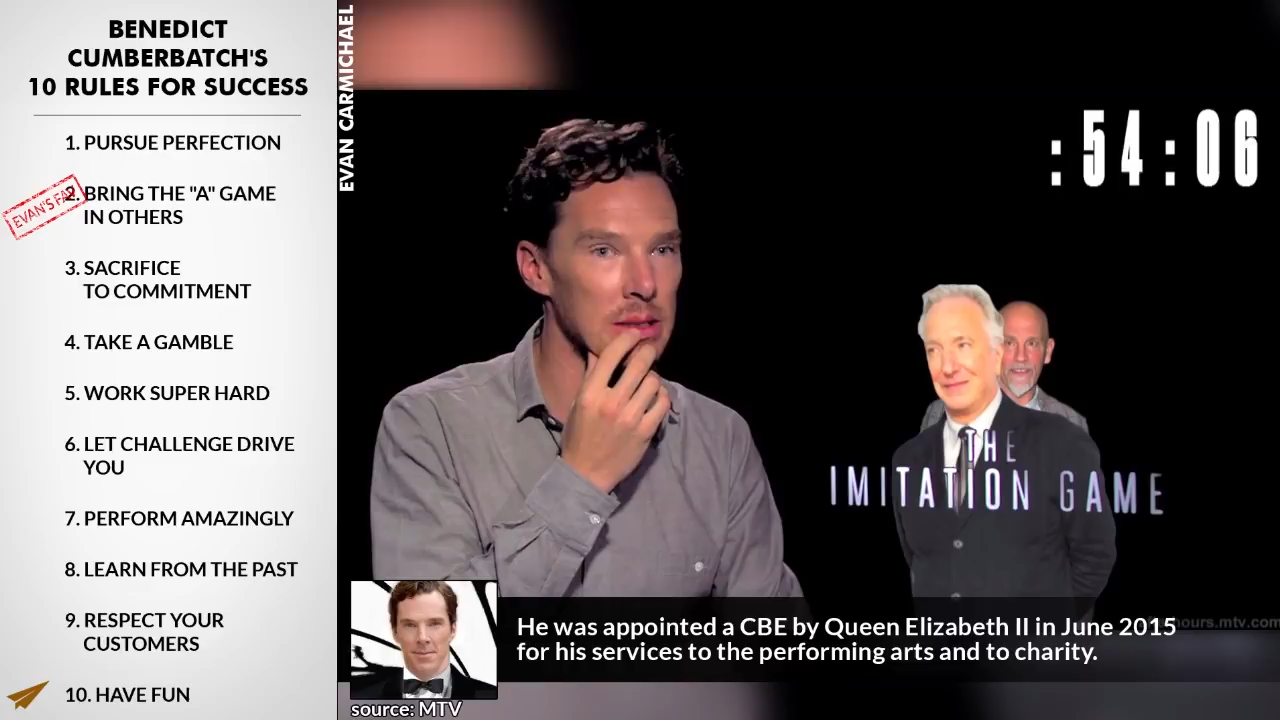 BENEDICT
CUMBERBATCH'S
10 RULES FOR SUCCESS
1. PURSUE PERFECTION
2. BRING THE "A" GAME
IN OTHERS
EVAN'S
3. SACRIFICE
TO COMMITMENT
4. TAKE A GAMBLE
5. WORK SUPER HARD
6. LET CHALLENGE DRIVE
YOU
7. PERFORM AMAZINGLY
8. LEARN FROM THE PAST
9. RESPECT YOUR
CUSTOMERS
10. HAVE FUN
EVAN CARMICHAEL
:54:06
THE
IMITATION GAME
hours.mtv.com
He was appointed a CBE by Queen Elizabeth II in June 2015
for his services to the performing arts and to charity.
source: MTV